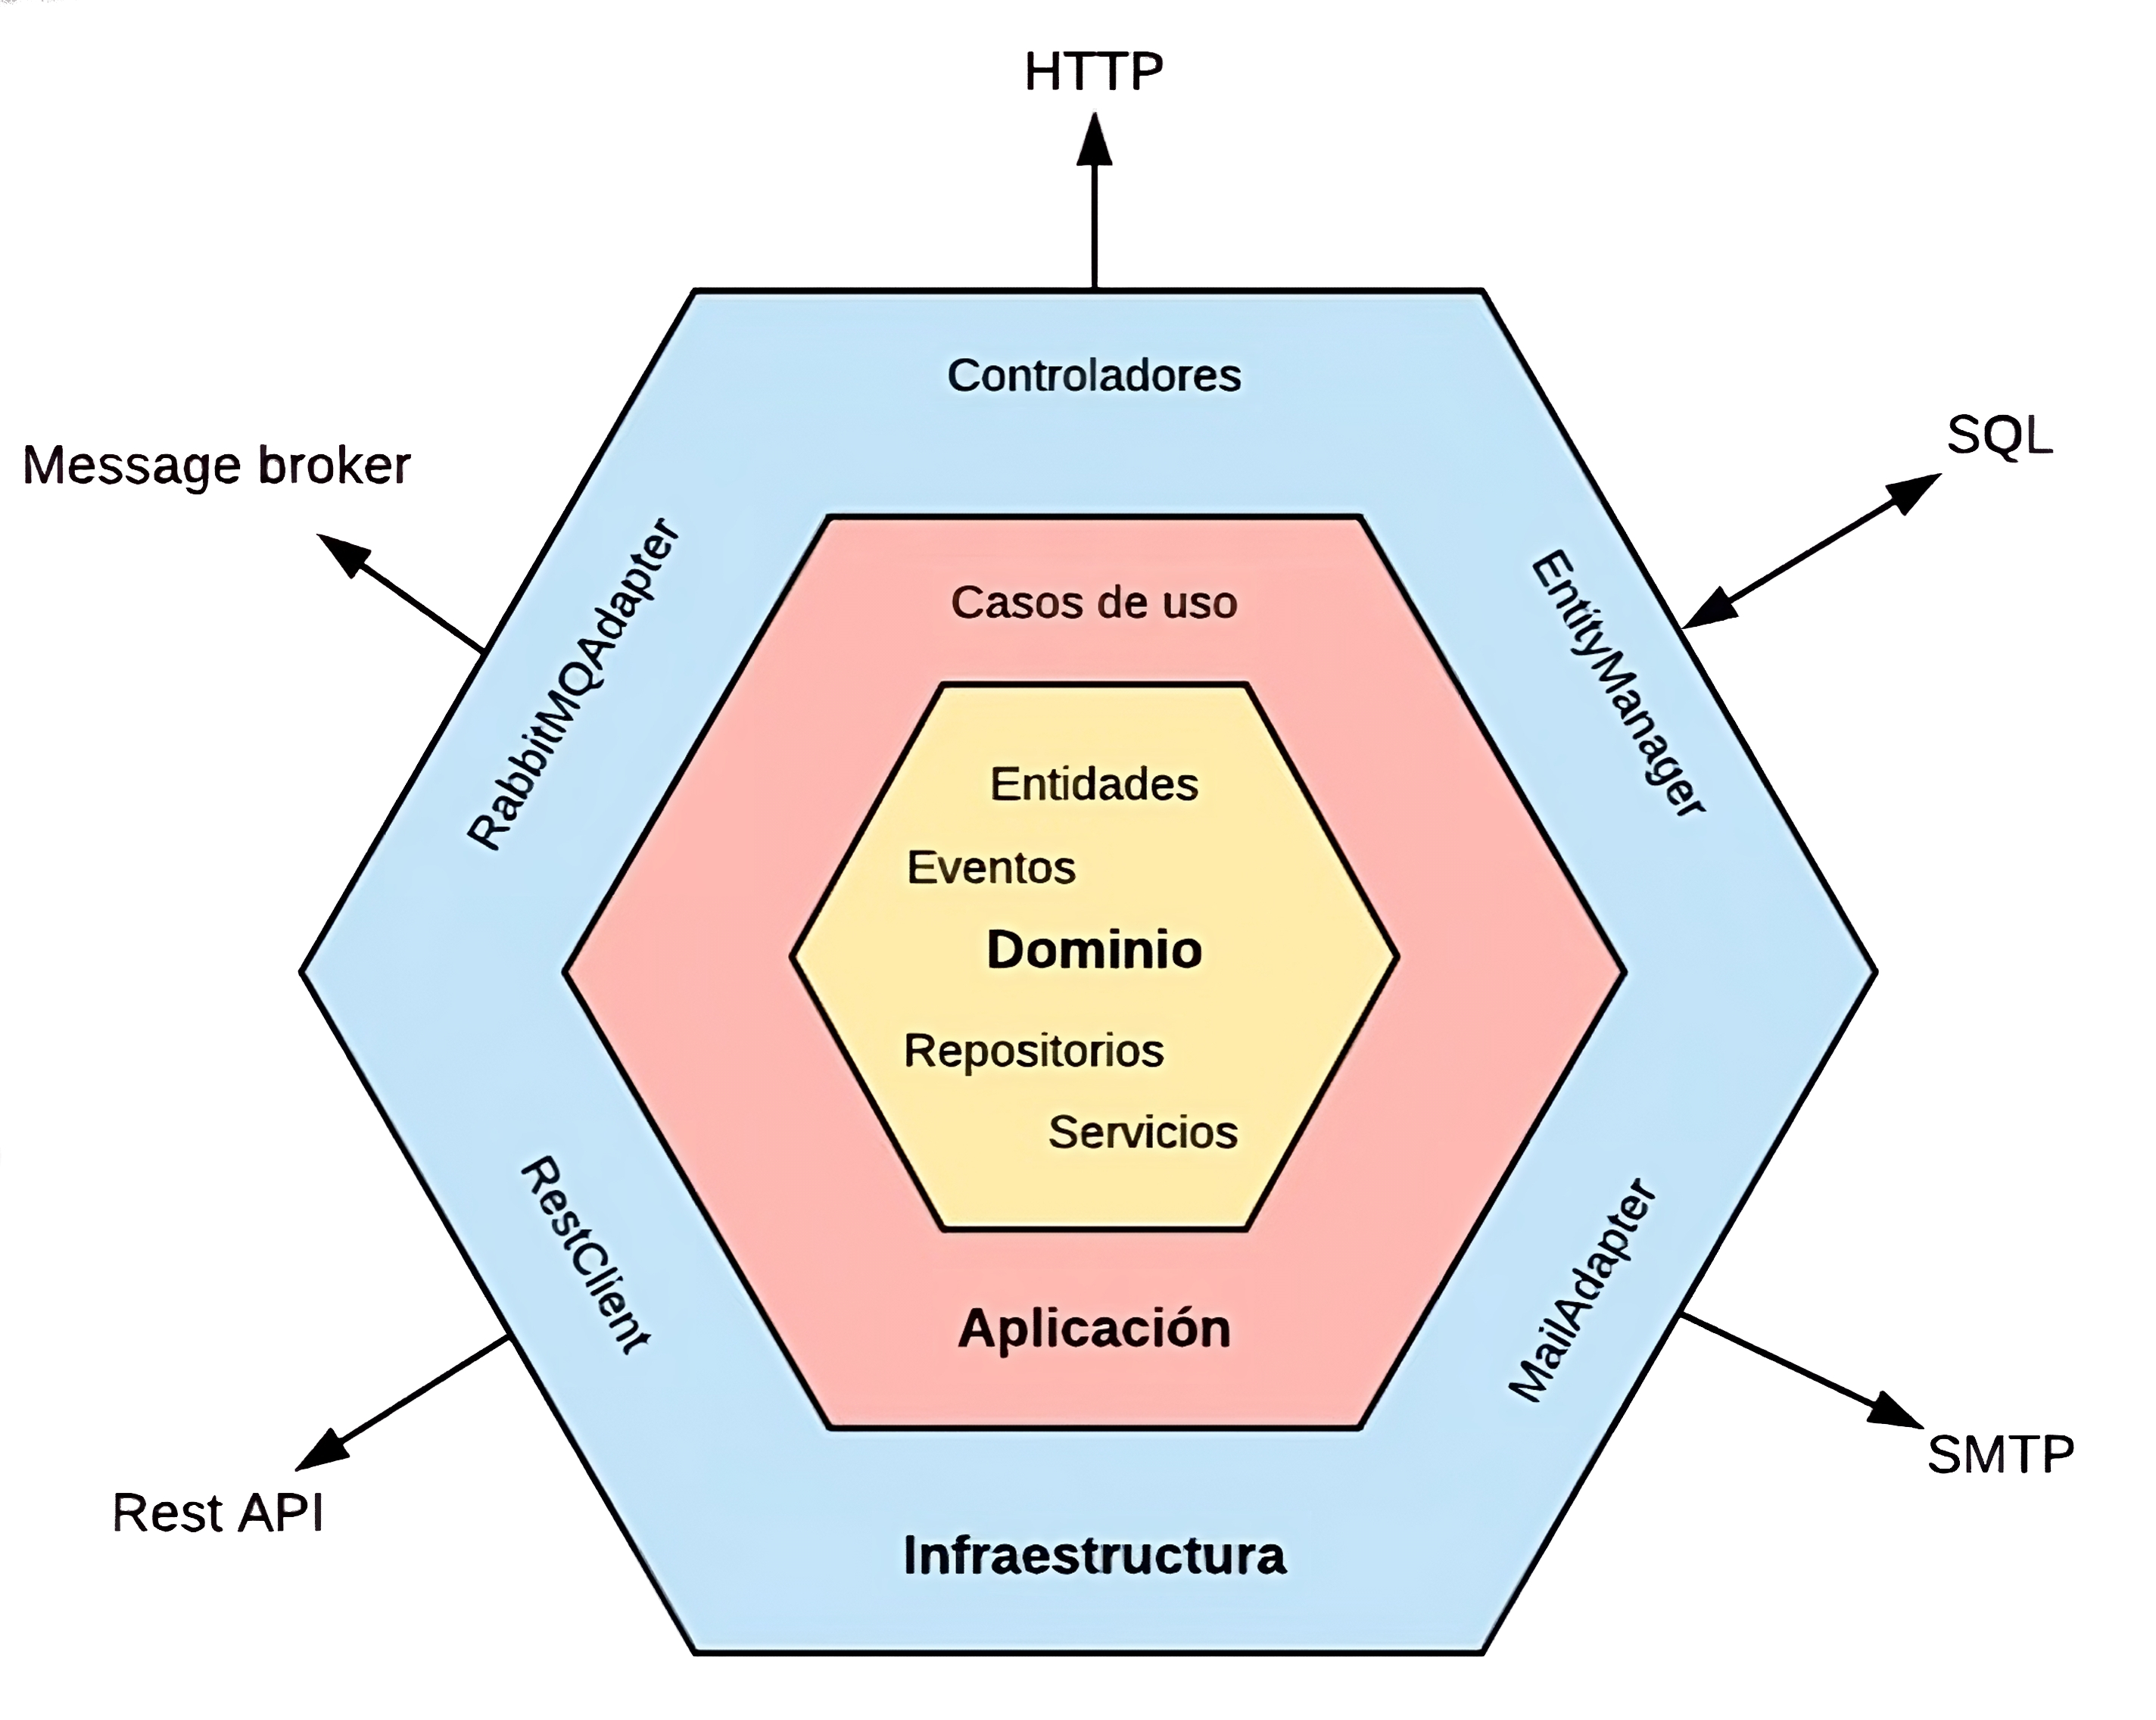 HTTP
Controladores
SQL
Message broker
RabbitMQAdapter
EntityManager
Casos de uso
Entidades
Eventos
Dominio
Repositorios
Servicios
RestClient
MailAdapter
Aplicación
SMTP
Rest API
Infraestructura